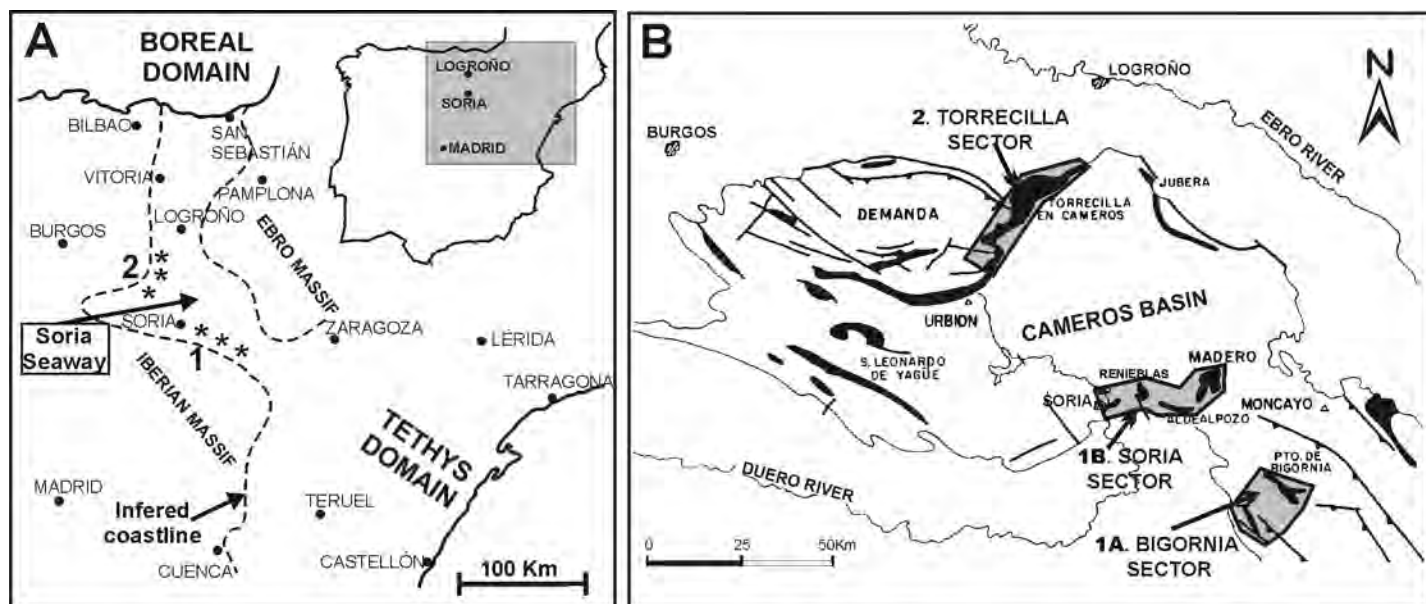 A
BOREAL
DOMAIN
LOGROÑO
SORIA
MADRID
BILBAO
SAN
SEBASTIÁN
VITORIA
PAMPLONA
LOGROÑO
BURGOS
EBRO MASSIF
2
***
SORIA
***
1
ZARAGOZA
LÉRIDA
Soria
Seaway
IBERIAN MASSIF
TARRAGONA
TETHYS
DOMAIN
MADRID
TERUEL
Infered
coastline
CUENCA
CASTELLÒN
100 Km
B
N
LOGROÑO
BURGOS
EBRO RIVER
2. TORRECILLA
SECTOR
JUBERA
TORRECILLA
EN CAMEROS
DEMANDA
URBION
CAMEROS BASIN
S. LEONARDO
DE YAGÜE
RENIEBLAS
MADERO
SORIA
ALDEALPOZO
MONCAYO
1B. SORIA
SECTOR
PTO. DE
BIGORNIA
DUERO RIVER
1A. BIGORNIA
SECTOR
0 25 50Km